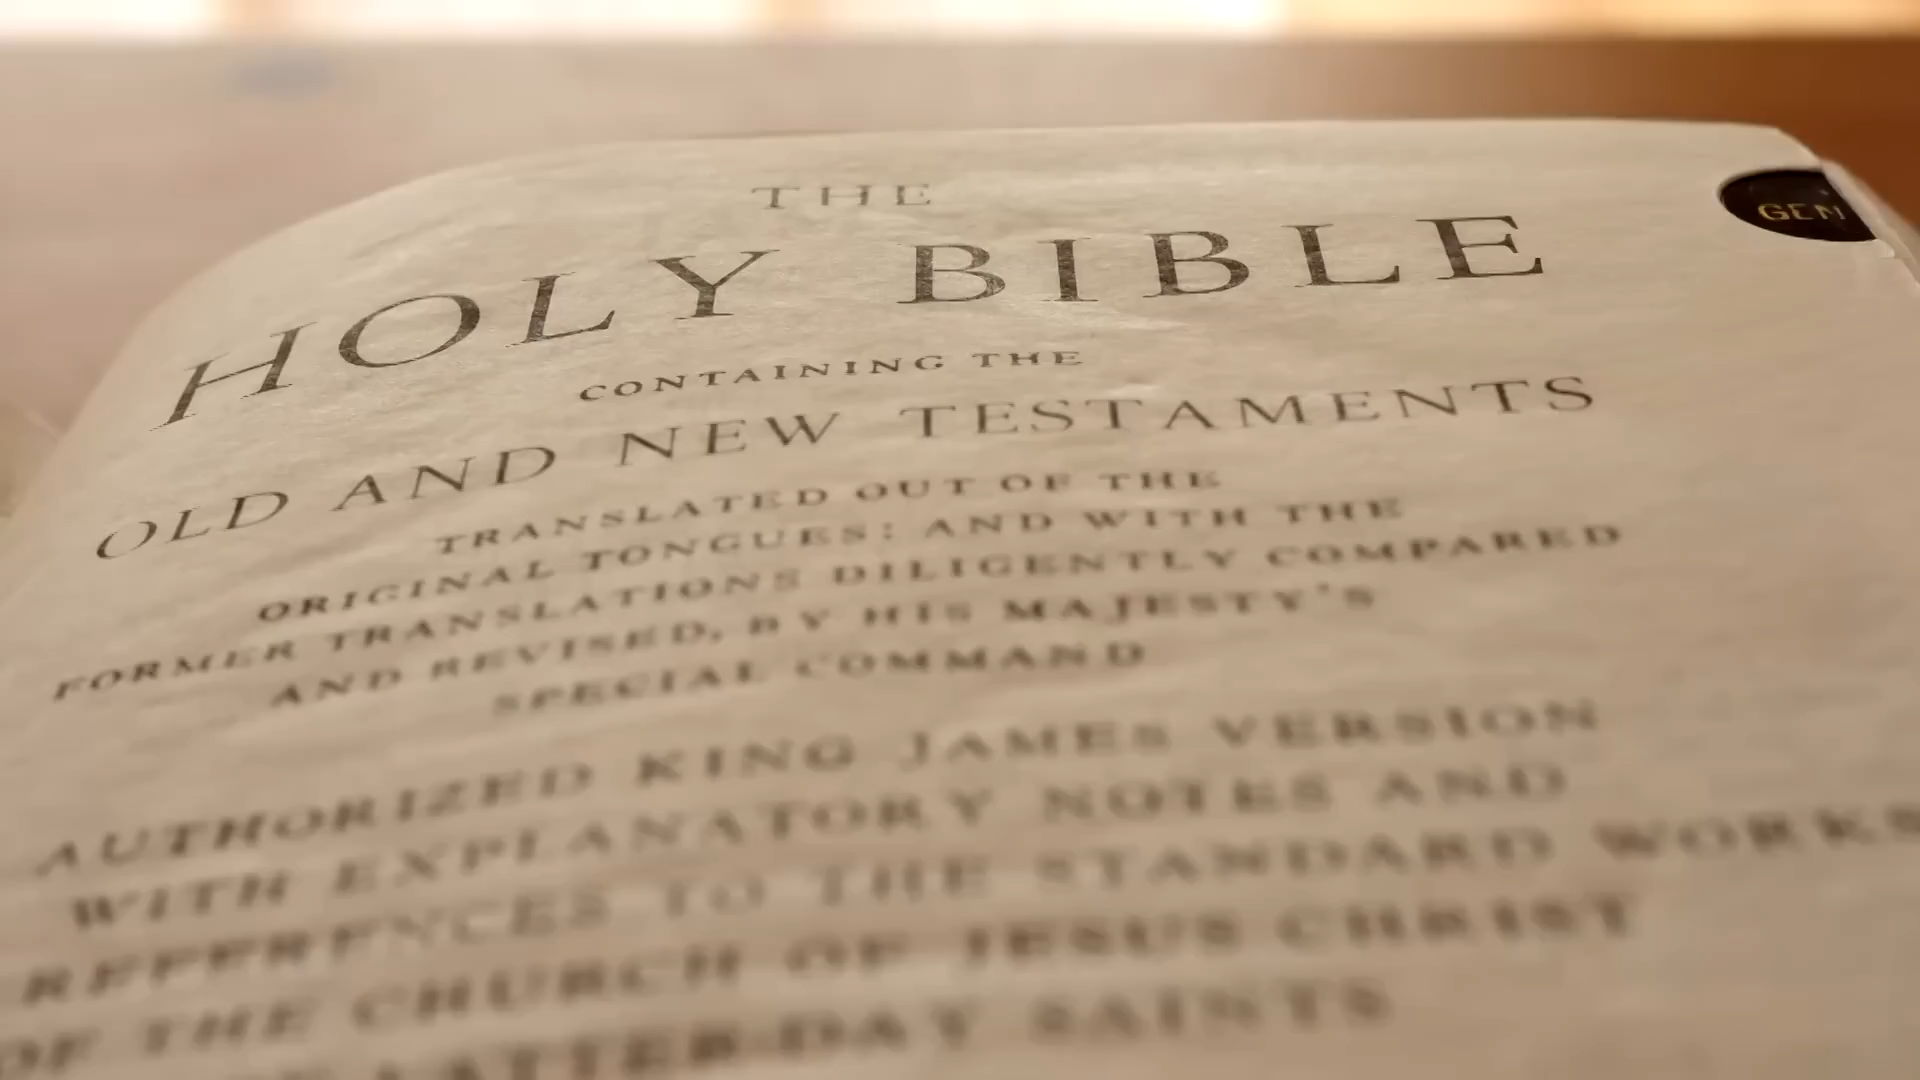 THE
GEN
HOLY BIBLE
CONTAINING THE
OLD AND NEW TESTAMENTS
TRANSLATED OUT OF THE
ORIGINAL TONGUES: AND WITH THE
FORMER TRANSLATIONS DILIGENTLY COMPARED
AND REVISED, BY HIS MAJESTY'S
SPECIAL COMMAND
AUTHORIZED KING JAMES VERSION
WITH EXPLANATORY NOTES AND
REFERENCES TO THE STANDARD WORKS
OF THE CHURCH OF JESUS CHRIST
OF LATTER-DAY SAINTS